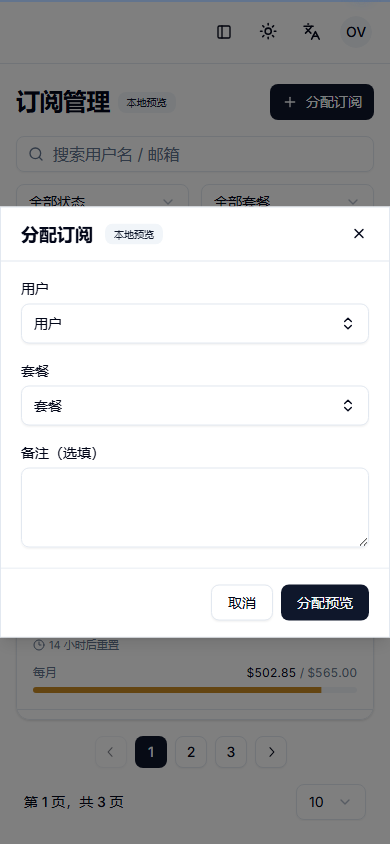 OV
订阅管理 本地预览
分配订阅
搜索用户名 / 邮箱
全部状态 全部套餐
分配订阅 本地预览
用户
用户
套餐
套餐
备注（选填）
取消 分配预览
14 小时后重置
每月 $502.85 / $565.00
1 2 3
第 1 页，共 3 页 10